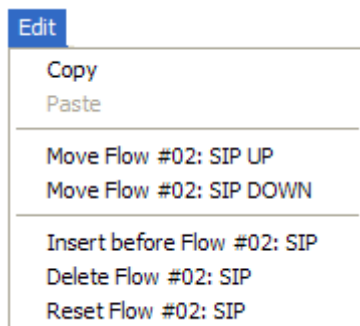 Edit
Copy
Paste
Move Flow #02: SIP UP
Move Flow #02: SIP DOWN
Insert before Flow #02: SIP
Delete Flow #02: SIP
Reset Flow #02: SIP